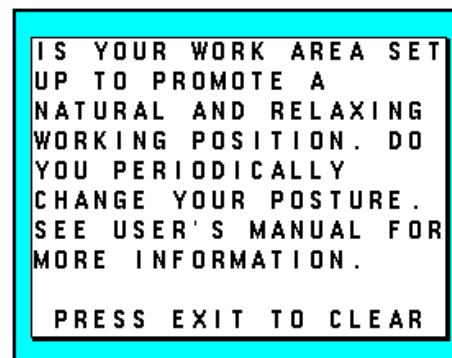 IS YOUR WORK AREA SET
UP TO PROMOTE A
NATURAL AND RELAXING
WORKING POSITION. DO
YOU PERIODICALLY
CHANGE YOUR POSTURE.
SEE USER'S MANUAL FOR
MORE INFORMATION.
PRESS EXIT TO CLEAR